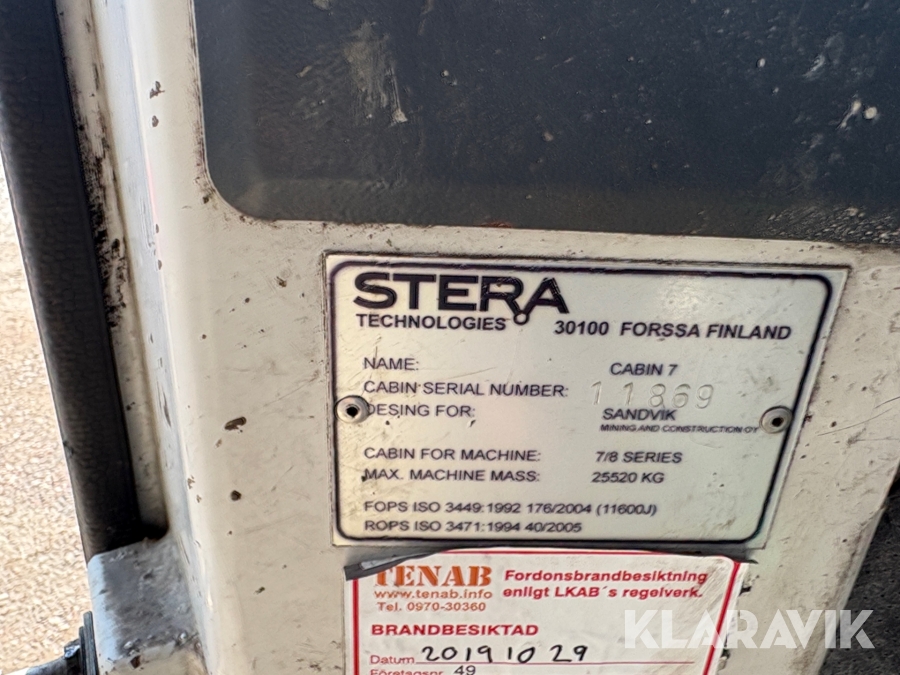 STERA
TECHNOLOGIES 30100 FORSSA FINLAND
NAME: CABIN 7
CABIN SERIAL NUMBER: 11869
DESING FOR: SANDVIK
MINING AND CONSTRUCTION OY
CABIN FOR MACHINE: 7/8 SERIES
MAX. MACHINE MASS: 25520 KG
FOPS ISO 3449:1992 176/2004 (11600J)
ROPS ISO 3471:1994 40/2005
TENAB Fordonsbrandbesiktning
www.tenab.info enligt LKAB´s regelverk.
Tel. 0970-30360
BRANDBESIKTAD
Datum 20191029
Företagsnr 49
KLARAVIK